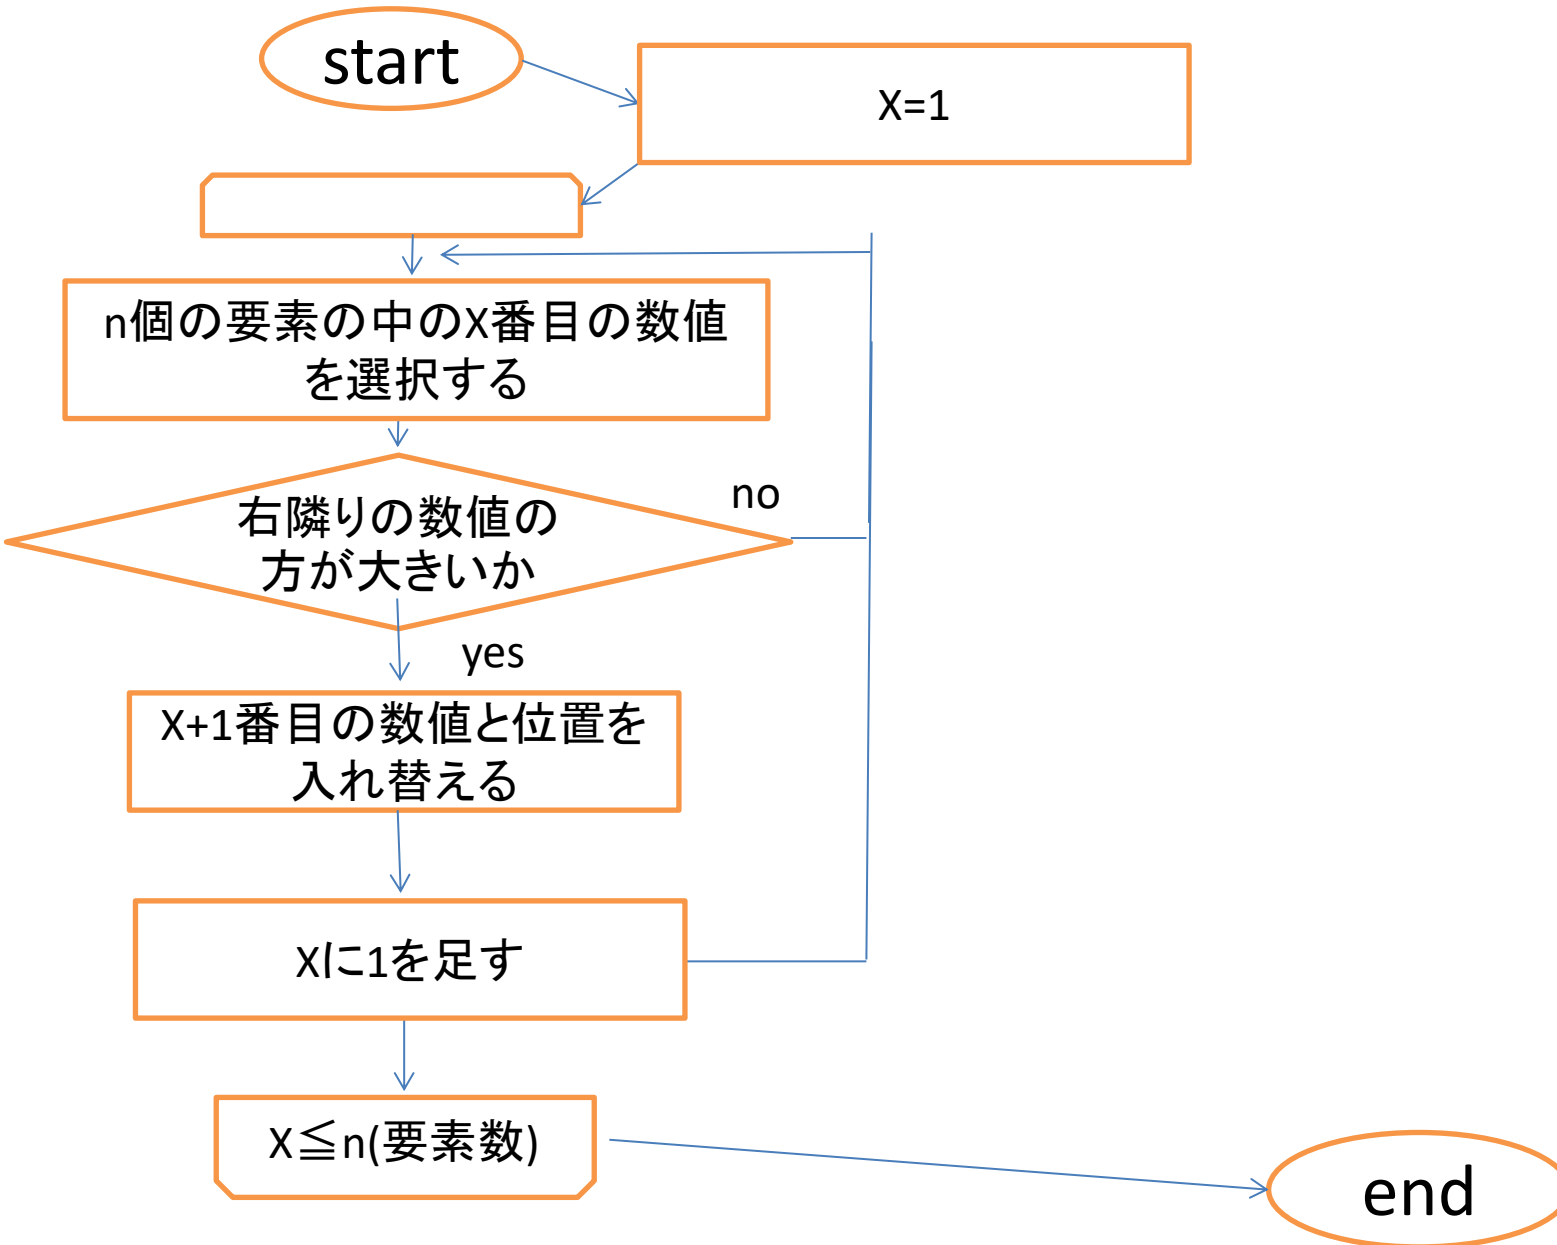 start
X=1
n個の要素の中のX番目の数値
を選択する
右隣りの数値の
方が大きいか
no
yes
X+1番目の数値と位置を
入れ替える
Xに1を足す
X≦n(要素数)
end